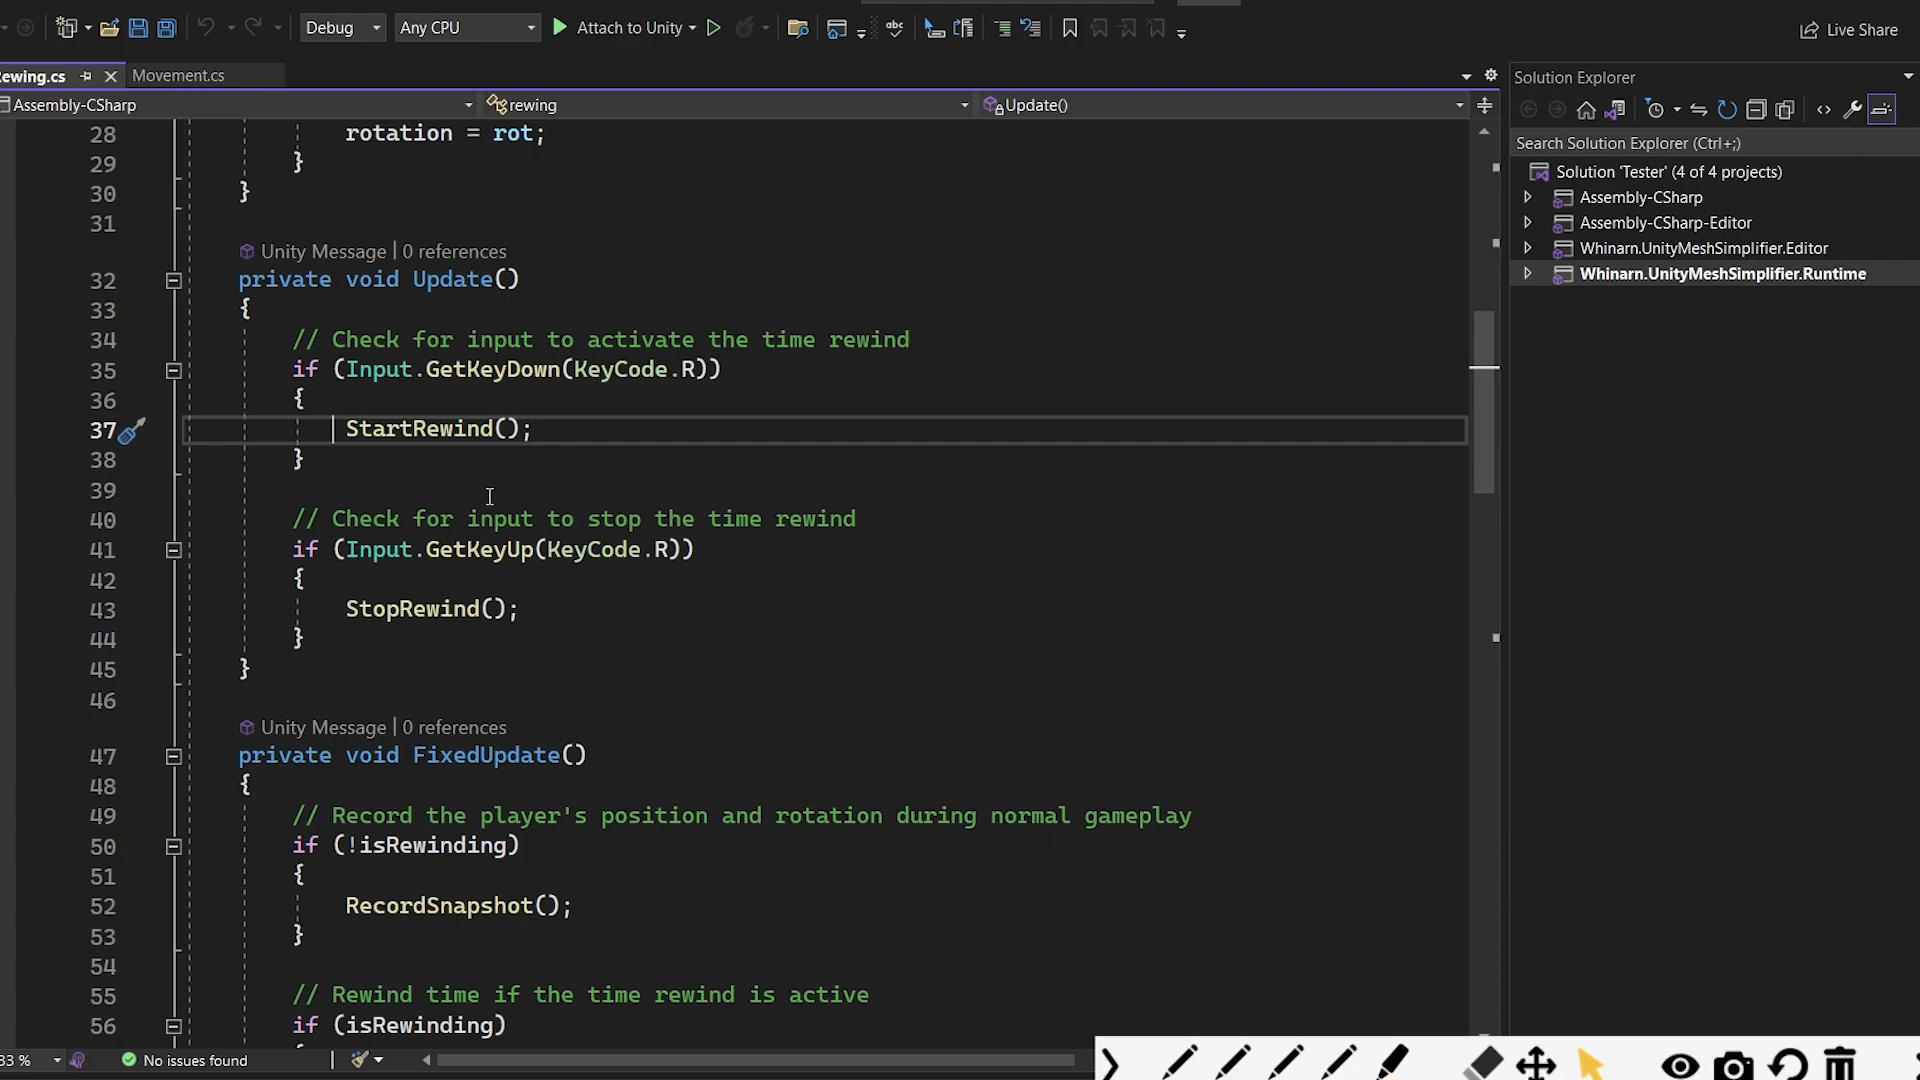 Debug Any CPU Attach to Unity abc Live Share
ewing.cs Movement.cs Solution Explorer
Assembly-CSharp rewing Update()
Search Solution Explorer (Ctrl+;)
Solution 'Tester' (4 of 4 projects)
Assembly-CSharp
Assembly-CSharp-Editor
Whinarn.UnityMeshSimplifier.Editor
Whinarn.UnityMeshSimplifier.Runtime
28 rotation = rot;
29 }
30 }
31
Unity Message | 0 references
32 private void Update()
33 {
34 // Check for input to activate the time rewind
35 if (Input.GetKeyDown(KeyCode.R))
36 {
37 StartRewind();
38 }
39
40 // Check for input to stop the time rewind
41 if (Input.GetKeyUp(KeyCode.R))
42 {
43 StopRewind();
44 }
45 }
46
Unity Message | 0 references
47 private void FixedUpdate()
48 {
49 // Record the player's position and rotation during normal gameplay
50 if (!isRewinding)
51 {
52 RecordSnapshot();
53 }
54
55 // Rewind time if the time rewind is active
56 if (isRewinding)
33 % No issues found